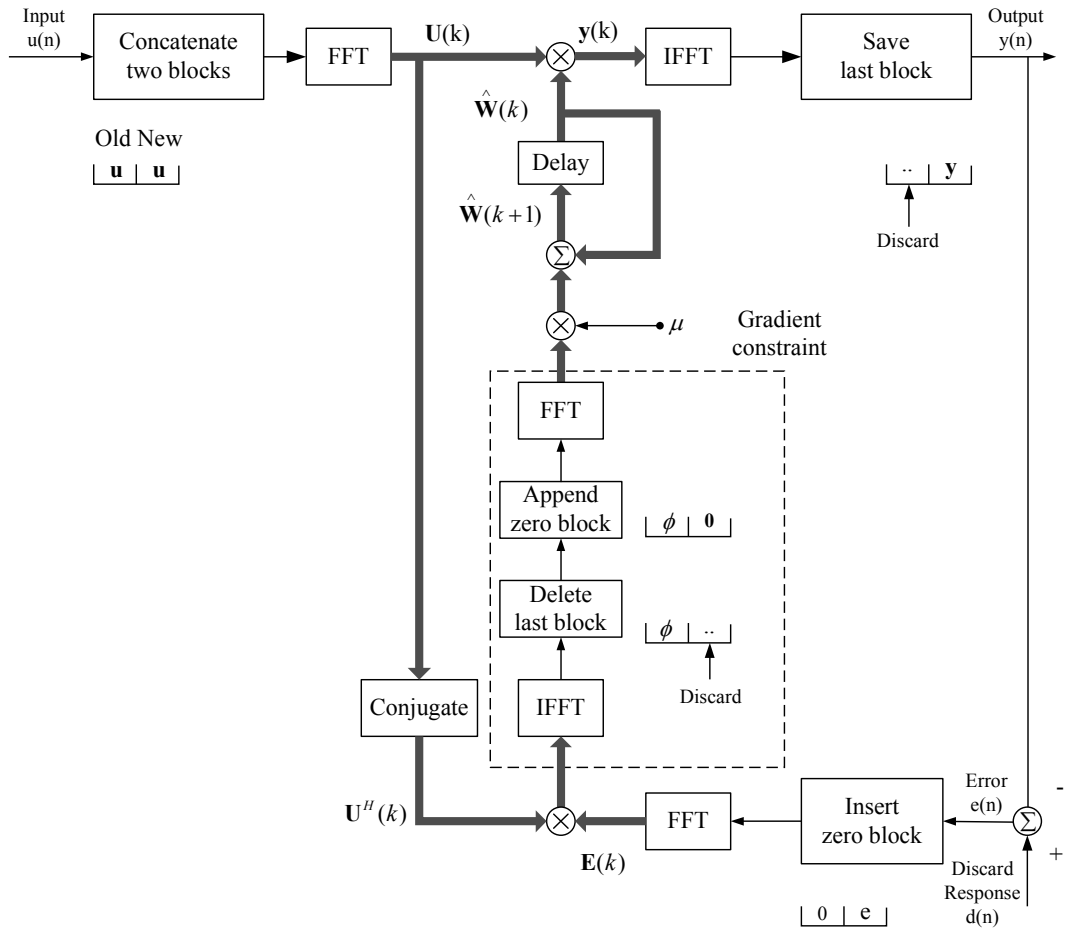 Input
u(n)
Concatenate
two blocks
FFT
U(k)
y(k)
IFFT
Save
last block
Output
y(n)
Ŵ(k)
Old New
u u
Delay
.. y
Discard
Ŵ(k+1)
Σ
μ
Gradient
constraint
FFT
Append
zero block
ϕ 0
Delete
last block
ϕ ..
Discard
Conjugate
IFFT
U^H(k)
FFT
E(k)
Insert
zero block
Error
e(n)
-
Σ
+
Discard
Response
d(n)
0 e